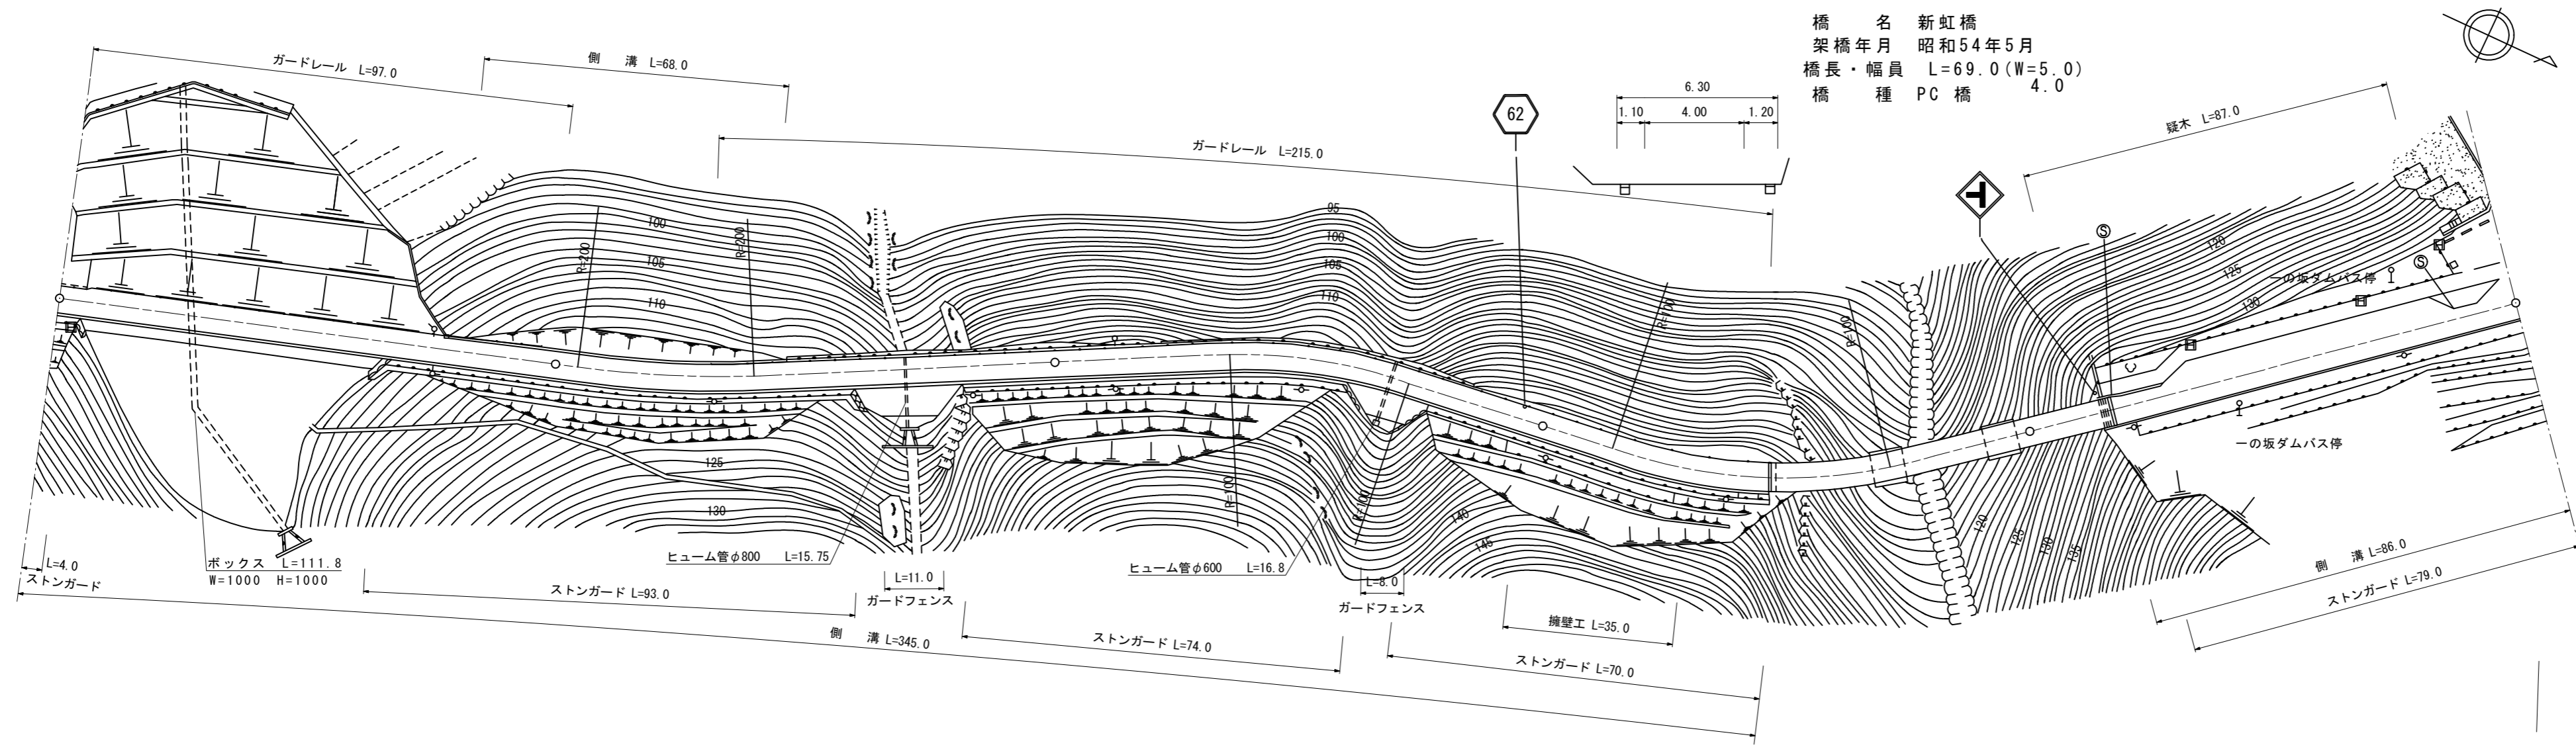 橋　　名　新虹橋
架橋年月　昭和54年5月
橋長・幅員　L=69.0(W=5.0)
4.0
橋　　種　PC 橋
ガードレール　L=97.0
側　溝 L=68.0
6.30
1.10 4.00 1.20
62
ガードレール　L=215.0
疑木　L=87.0
R=200
R=200
100
105
110
95
100
105
110
R=100
R=100
S
S
120
125
130
一の坂ダムバス停
一の坂ダムバス停
125
130
R=100
R=100
140
145
120
125
130
135
L=4.0
ストンガード
ボックス　L=111.8
W=1000　H=1000
ヒューム管φ800　L=15.75
ヒューム管φ600　L=16.8
ストンガード L=93.0
L=11.0
ガードフェンス
L=8.0
ガードフェンス
側　溝 L=345.0
ストンガード L=74.0
擁壁工 L=35.0
ストンガード L=70.0
側　溝 L=86.0
ストンガード L=79.0